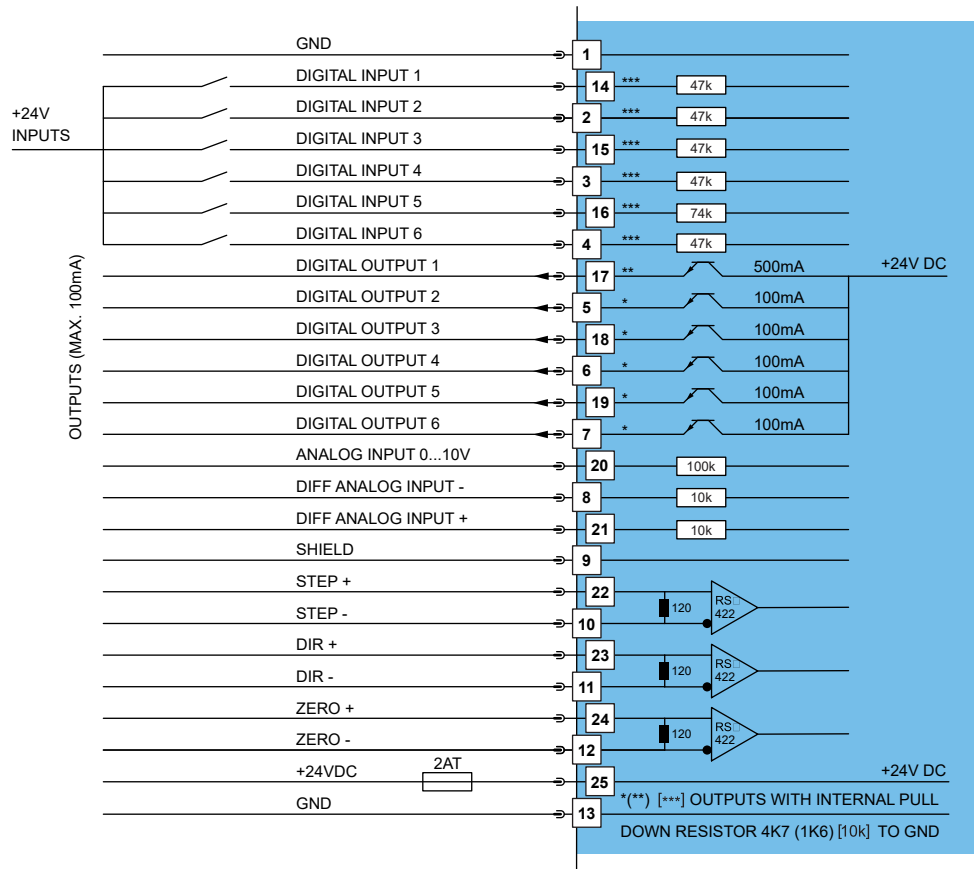 GND 1
DIGITAL INPUT 1 14 *** 47k
DIGITAL INPUT 2 2 *** 47k
+24V
INPUTS
DIGITAL INPUT 3 15 *** 47k
DIGITAL INPUT 4 3 *** 47k
DIGITAL INPUT 5 16 *** 74k
DIGITAL INPUT 6 4 *** 47k
OUTPUTS (MAX. 100mA)
DIGITAL OUTPUT 1 17 ** 500mA +24V DC
DIGITAL OUTPUT 2 5 * 100mA
DIGITAL OUTPUT 3 18 * 100mA
DIGITAL OUTPUT 4 6 * 100mA
DIGITAL OUTPUT 5 19 * 100mA
DIGITAL OUTPUT 6 7 * 100mA
ANALOG INPUT 0...10V 20 100k
DIFF ANALOG INPUT - 8 10k
DIFF ANALOG INPUT + 21 10k
SHIELD 9
STEP + 22
120 RS
422
STEP - 10
DIR + 23
120 RS
422
DIR - 11
ZERO + 24
120 RS
422
ZERO - 12
+24VDC 2AT 25 +24V DC
GND 13
*(**) [***] OUTPUTS WITH INTERNAL PULL
DOWN RESISTOR 4K7 (1K6) [10k] TO GND